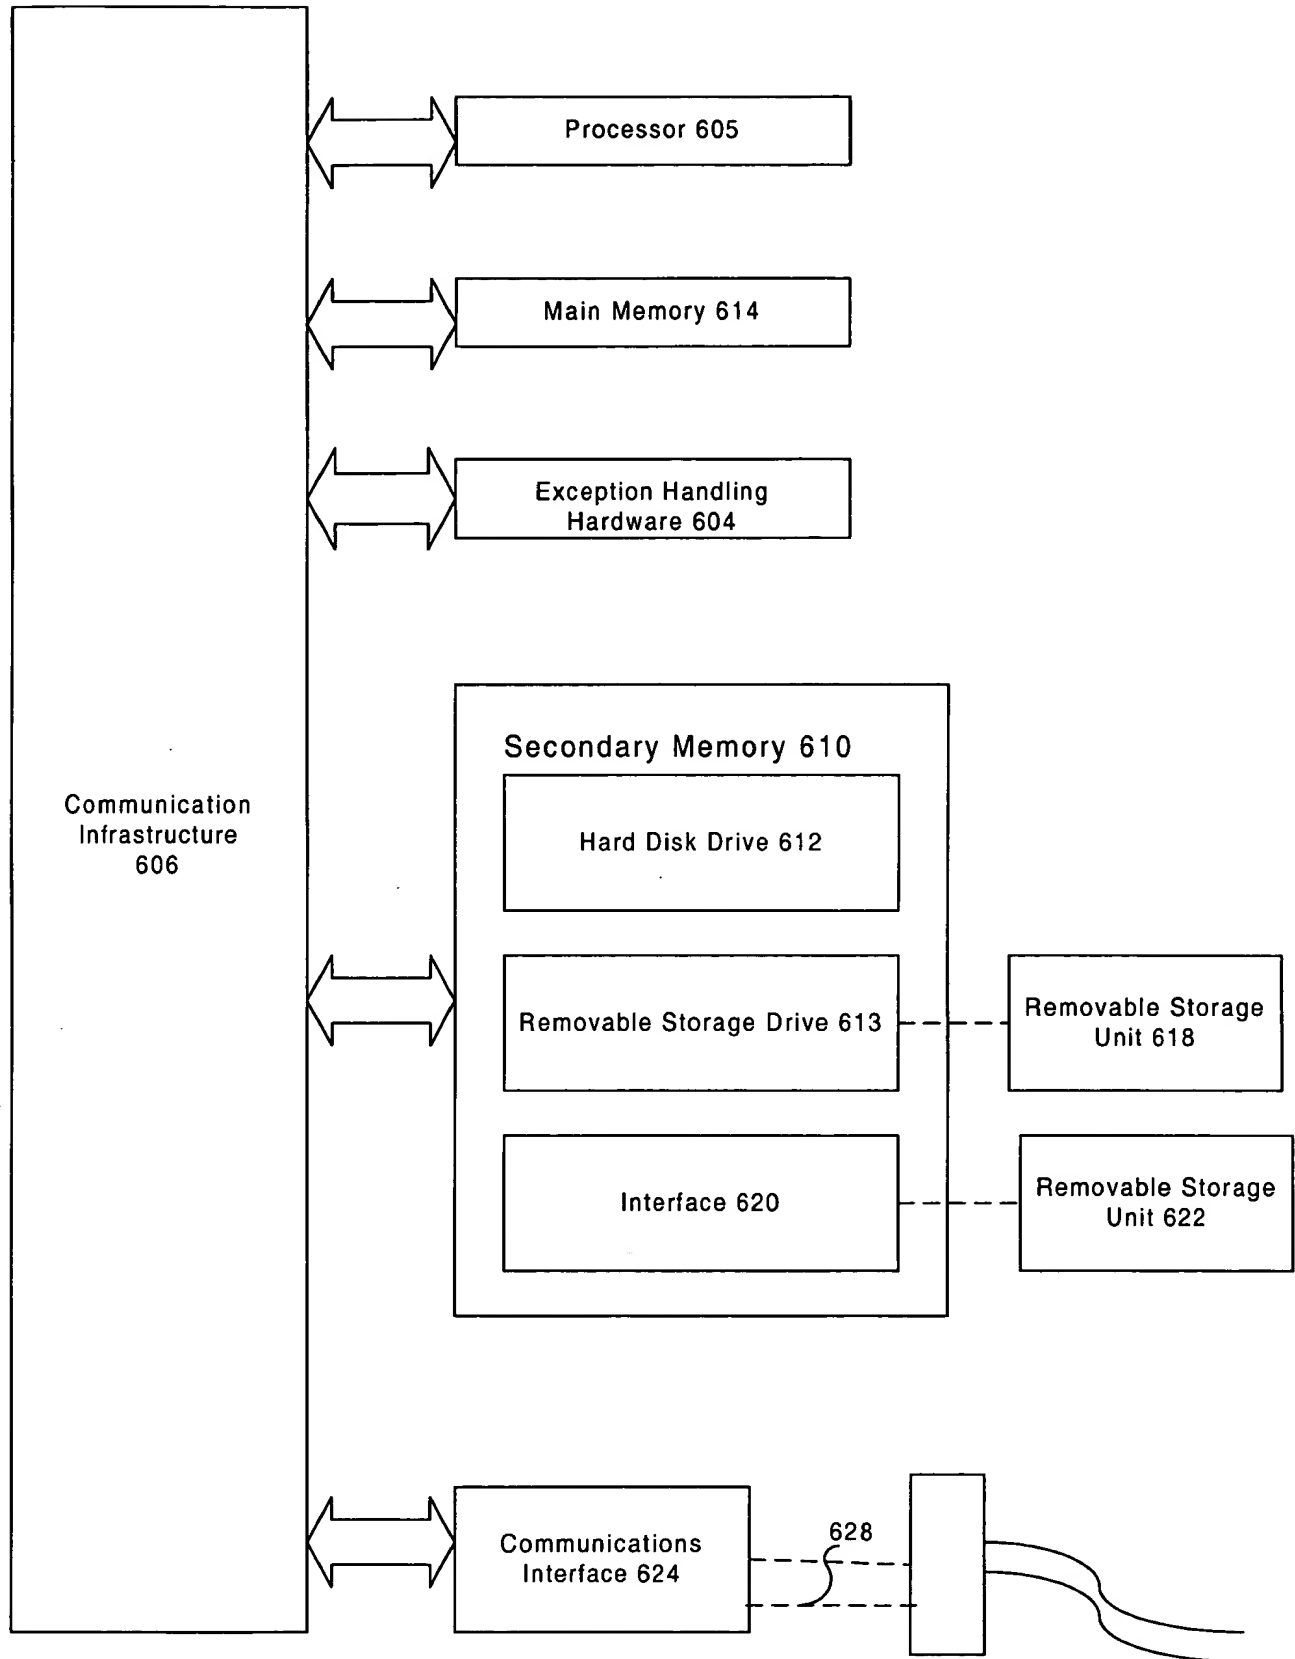 Processor 605
Main Memory 614
Exception Handling
Hardware 604
Secondary Memory 610
Communication
Infrastructure
606
Hard Disk Drive 612
Removable Storage Drive 613
Removable Storage
Unit 618
Interface 620
Removable Storage
Unit 622
Communications
Interface 624
628